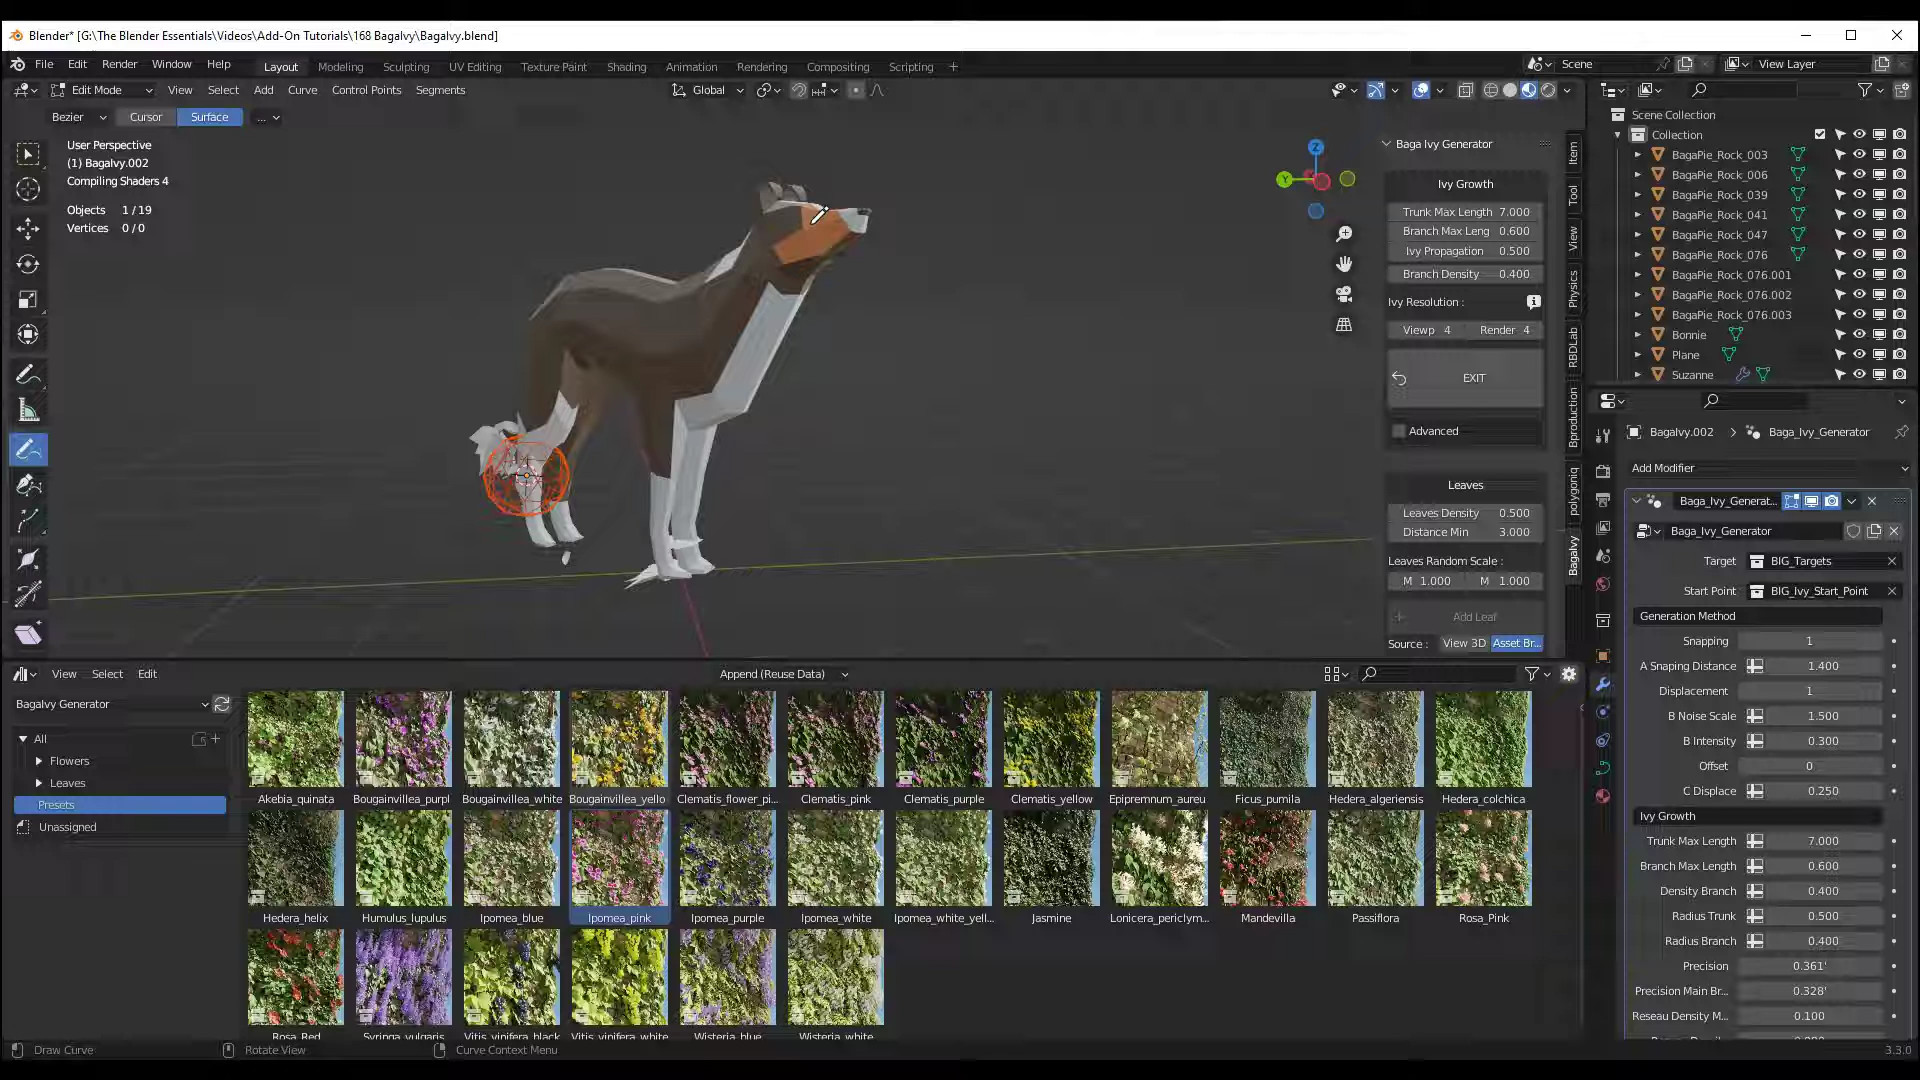 Blender* [G:\The Blender Essentials\Videos\Add-On Tutorials\168 BagaIvy\BagaIvy.blend]
File Edit Render Window Help Layout Modeling Sculpting UV Editing Texture Paint Shading Animation Rendering Compositing Scripting + Scene View Layer
Edit Mode View Select Add Curve Control Points Segments Global
Bezier Cursor Surface ...
User Perspective
(1) BagaIvy.002
Compiling Shaders 4
Objects 1/19
Vertices 0/0
Z
Y
Baga Ivy Generator
Ivy Growth
Trunk Max Length 7.000
Branch Max Leng 0.600
Ivy Propagation 0.500
Branch Density 0.400
Ivy Resolution :
Viewp 4 Render 4
EXIT
Advanced
Leaves
Leaves Density 0.500
Distance Min 3.000
Leaves Random Scale :
M 1.000 M 1.000
Add Leaf
Source : View 3D Asset Br...
Item
Tool
View
Physics
RBDLab
Bproduction
polygoniq
BagaIvy
Scene Collection
Collection
BagaPie_Rock_003
BagaPie_Rock_006
BagaPie_Rock_039
BagaPie_Rock_041
BagaPie_Rock_047
BagaPie_Rock_076
BagaPie_Rock_076.001
BagaPie_Rock_076.002
BagaPie_Rock_076.003
Bonnie
Plane
Suzanne
BagaIvy.002 > Baga_Ivy_Generator
Add Modifier
Baga_Ivy_Generat...
Baga_Ivy_Generator
Target BIG_Targets
Start Point BIG_Ivy_Start_Point
Generation Method
Snapping 1
A Snaping Distance 1.400
Displacement 1
B Noise Scale 1.500
B Intensity 0.300
Offset 0
C Displace 0.250
Ivy Growth
Trunk Max Length 7.000
Branch Max Length 0.600
Density Branch 0.400
Radius Trunk 0.500
Radius Branch 0.400
Precision 0.361'
Precision Main Br... 0.328'
Reseau Density M... 0.100
View Select Edit Append (Reuse Data)
BagaIvy Generator
All
Flowers
Leaves
Presets
Unassigned
Akebia_quinata Bougainvillea_purpl Bougainvillea_white Bougainvillea_yello Clematis_flower_pi... Clematis_pink Clematis_purple Clematis_yellow Epipremnum_aureu Ficus_pumila Hedera_algeriensis Hedera_colchica
Hedera_helix Humulus_lupulus Ipomea_blue Ipomea_pink Ipomea_purple Ipomea_white Ipomea_white_yell... Jasmine Lonicera_periclym... Mandevilla Passiflora Rosa_Pink
Rosa_Red Syringa_vulgaris Vitis_vinifera_black Vitis_vinifera_white Wisteria_blue Wisteria_white
Draw Curve Rotate View Curve Context Menu 3.3.0